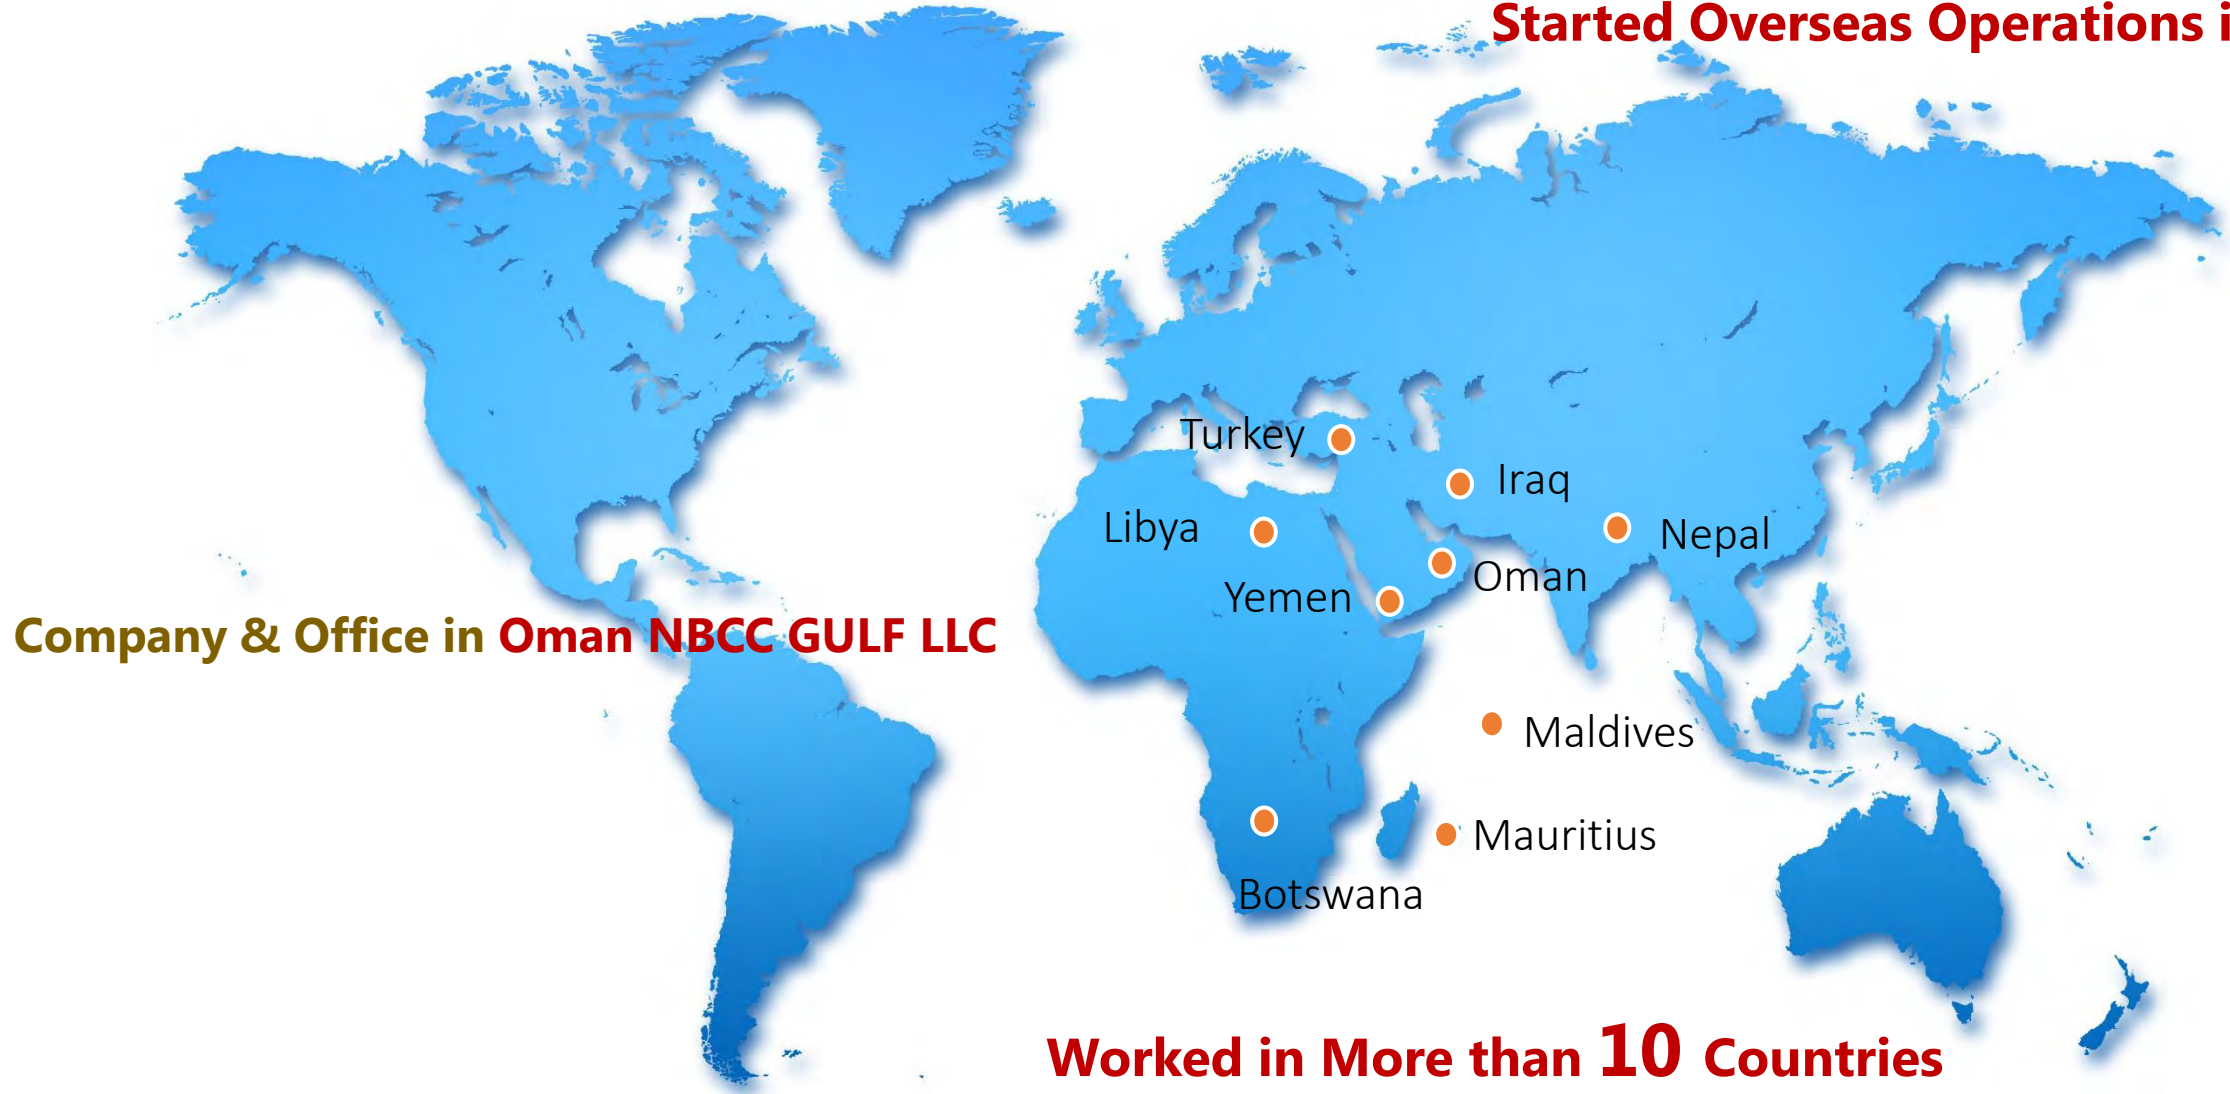 Started Overseas Operations i
Turkey
Iraq
Libya
Nepal
Oman
Yemen
Company & Office in Oman NBCC GULF LLC
Maldives
Mauritius
Botswana
Worked in More than 10 Countries